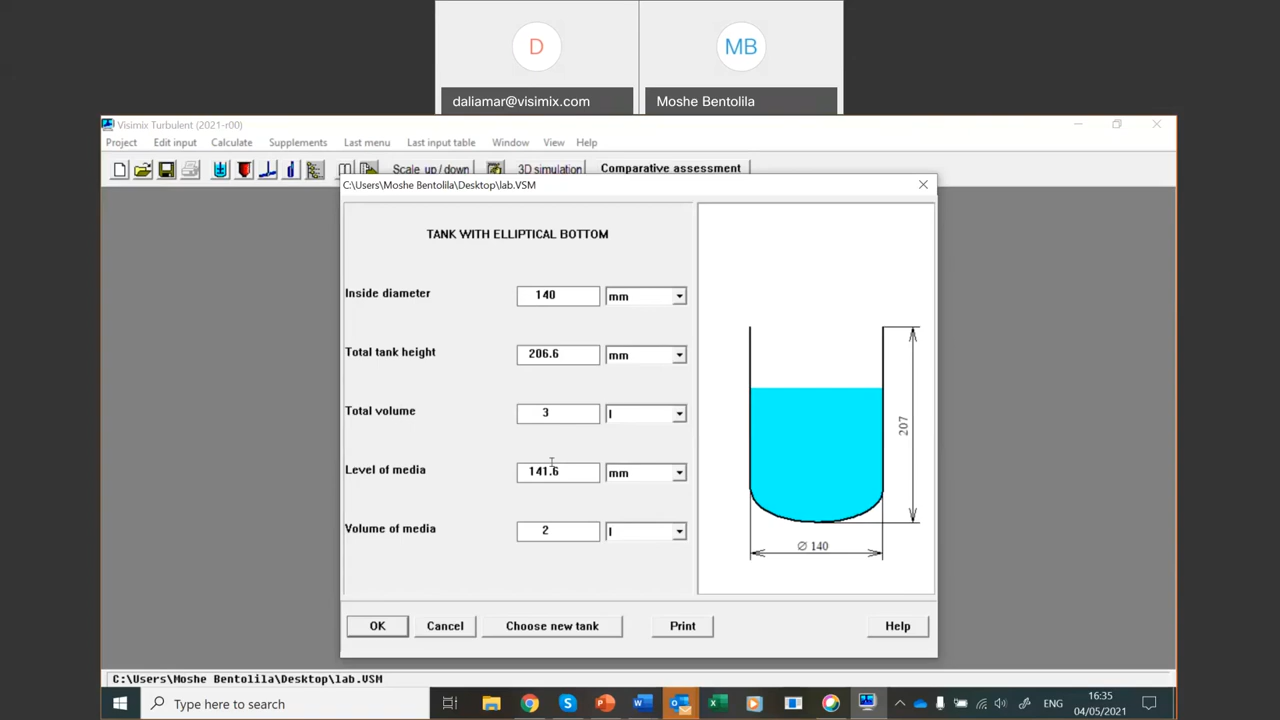 D
MB
daliamar@visimix.com
Moshe Bentolila
Visimix Turbulent (2021-r00)
Project Edit input Calculate Supplements Last menu Last input table Window View Help
Scale up/down 3D simulation Comparative assessment
C:\Users\Moshe Bentolila\Desktop\lab.VSM
TANK WITH ELLIPTICAL BOTTOM
Inside diameter 140 mm
Total tank height 206.6 mm
Total volume 3 l
Level of media 141.6 mm
Volume of media 2 l
207
Ø 140
OK Cancel Choose new tank Print Help
C:\Users\Moshe Bentolila\Desktop\lab.VSM
Type here to search
ENG
16:35
04/05/2021